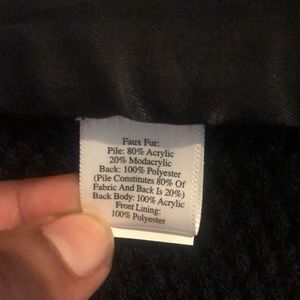 Faux Fur:
Pile: 80% Acrylic
20% Modacrylic
Back: 100% Polyester
(Pile Constitutes 80% Of
Fabric And Back Is 20%)
Back Body: 100% Acrylic
Front Lining:
100% Polyester